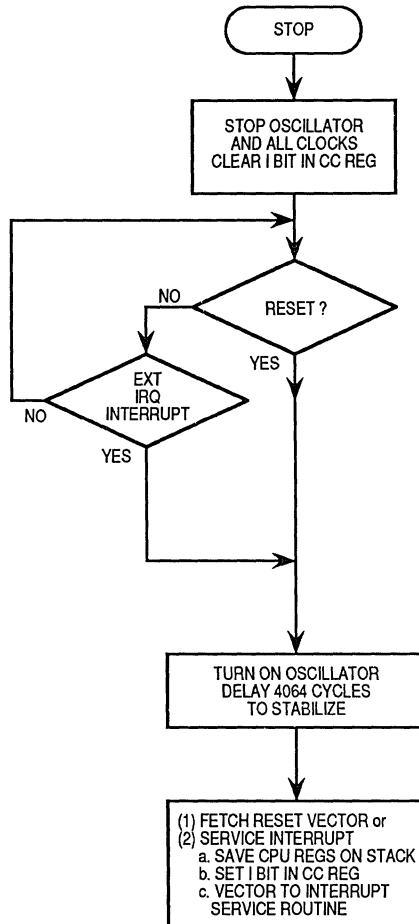 STOP
STOP OSCILLATOR
AND ALL CLOCKS
CLEAR I BIT IN CC REG
NO
RESET ?
YES
EXT
IRQ
INTERRUPT
NO
YES
TURN ON OSCILLATOR
DELAY 4064 CYCLES
TO STABILIZE
(1) FETCH RESET VECTOR or
(2) SERVICE INTERRUPT
a. SAVE CPU REGS ON STACK
b. SET I BIT IN CC REG
c. VECTOR TO INTERRUPT
SERVICE ROUTINE